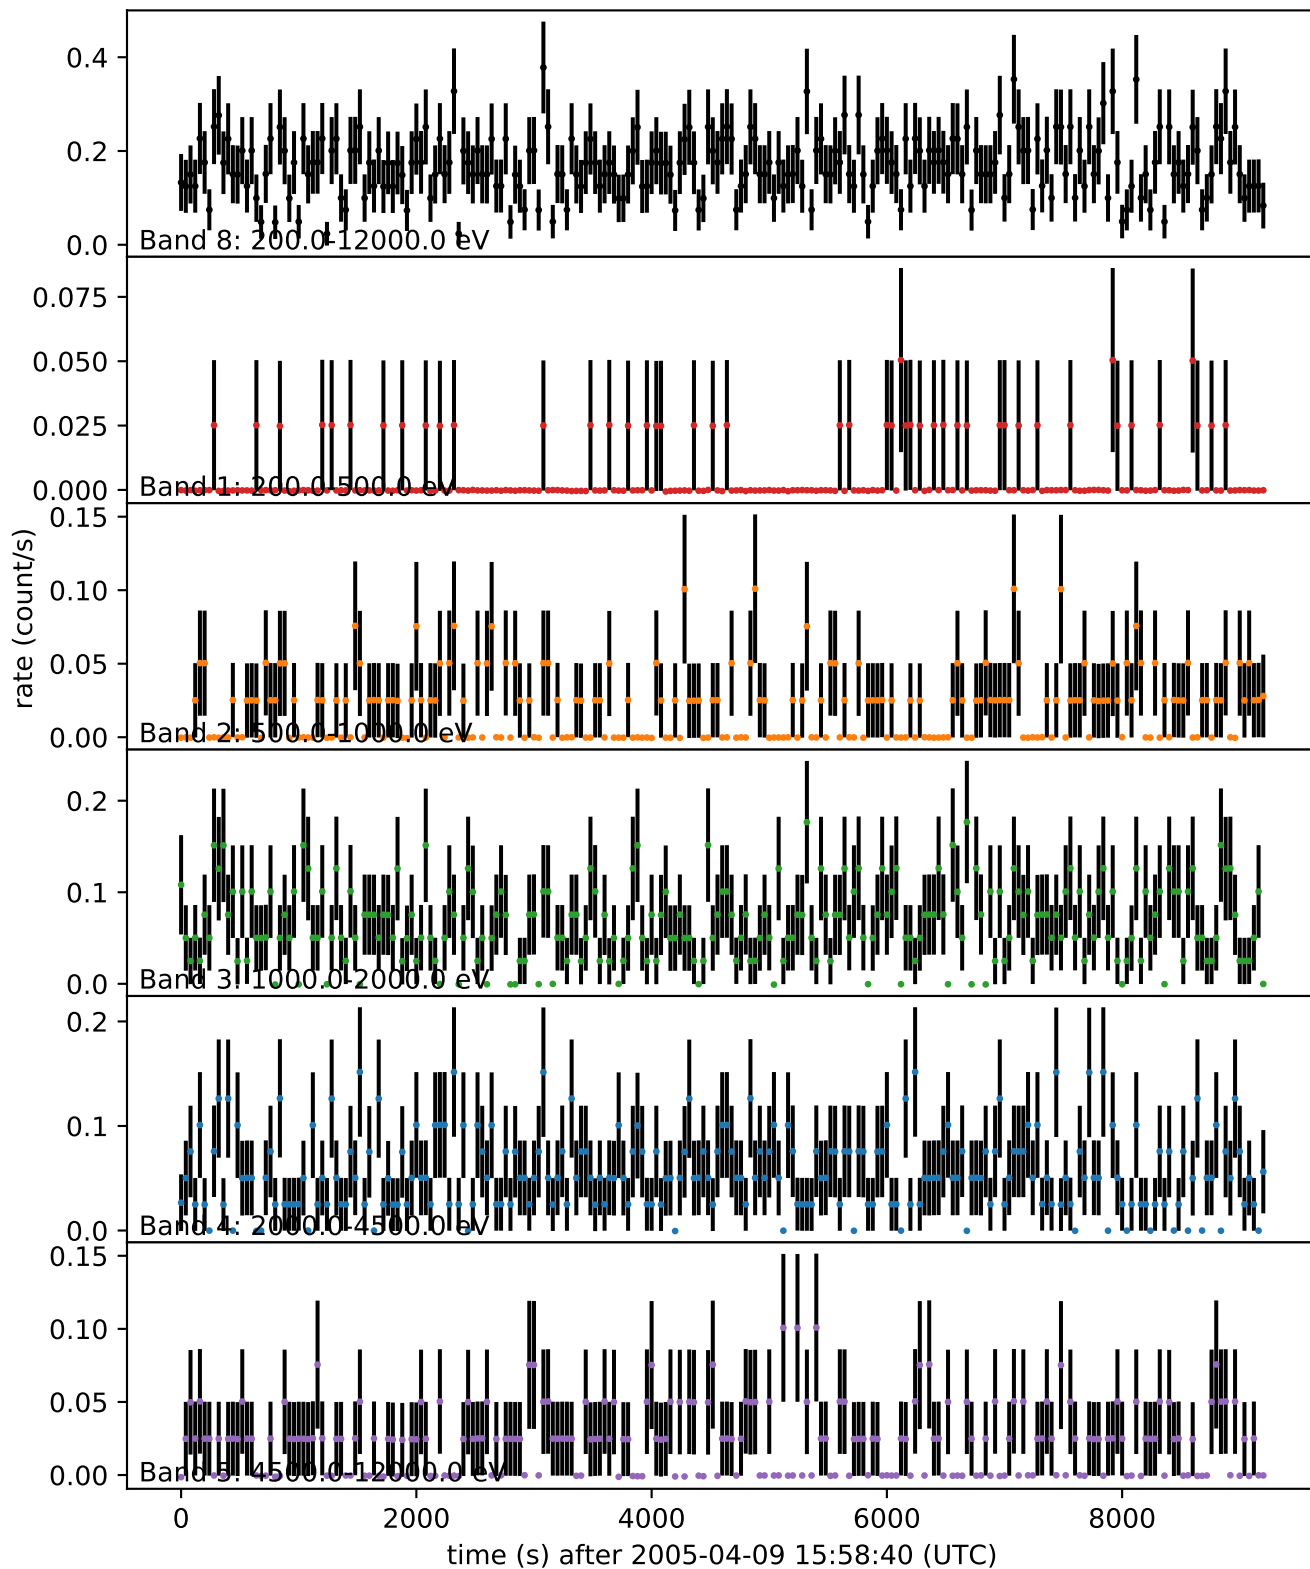 0.4
0.2
0.0
Band 8: 200.0-12000.0 eV
0.075
0.050
0.025
0.000
Band 1: 200.0-500.0 eV
0.15
0.10
0.05
0.00
Band 2: 500.0-1000.0 eV
rate (count/s)
0.2
0.1
0.0
Band 3: 1000.0-2000.0 eV
0.2
0.1
0.0
Band 4: 2000.0-4500.0 eV
0.15
0.10
0.05
0.00
Band 5: 4500.0-12000.0 eV
0 2000 4000 6000 8000
time (s) after 2005-04-09 15:58:40 (UTC)